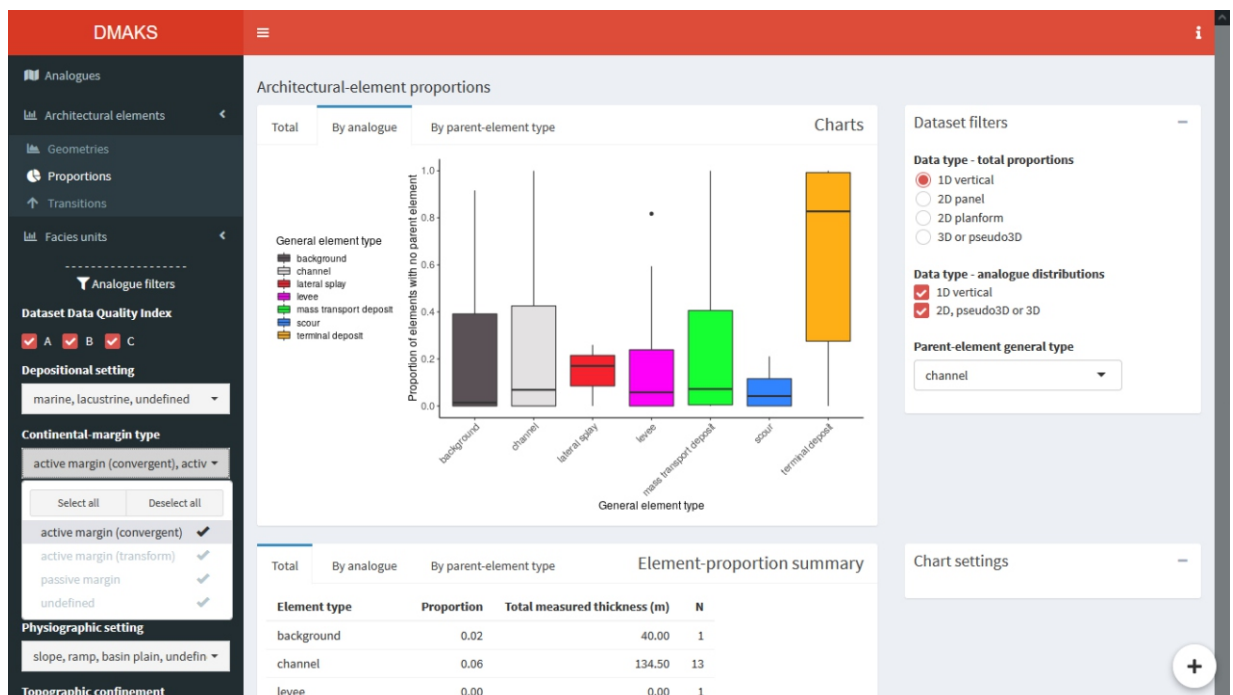 DMAKS
i
Analogues
Architectural elements
Geometries
Proportions
Transitions
Facies units
Analogue filters
Dataset Data Quality Index
A B C
Depositional setting
marine, lacustrine, undefined
Continental-margin type
active margin (convergent), activ
Select all Deselect all
active margin (convergent)
active margin (transform)
passive margin
undefined
Physiographic setting
slope, ramp, basin plain, undefin
Topographic confinement
Architectural-element proportions
Total By analogue By parent-element type Charts
General element type
background
channel
lateral splay
levee
mass transport deposit
scour
terminal deposit
Proportion of elements with no parent element
1.0
0.8
0.6
0.4
0.2
0.0
background channel lateral splay levee mass transport deposit scour terminal deposit
General element type
Total By analogue By parent-element type Element-proportion summary
Element type Proportion Total measured thickness (m) N
background 0.02 40.00 1
channel 0.06 134.50 13
levee 0.00 0.00 1
Dataset filters
Data type - total proportions
1D vertical
2D panel
2D planform
3D or pseudo3D
Data type - analogue distributions
1D vertical
2D, pseudo3D or 3D
Parent-element general type
channel
Chart settings
+